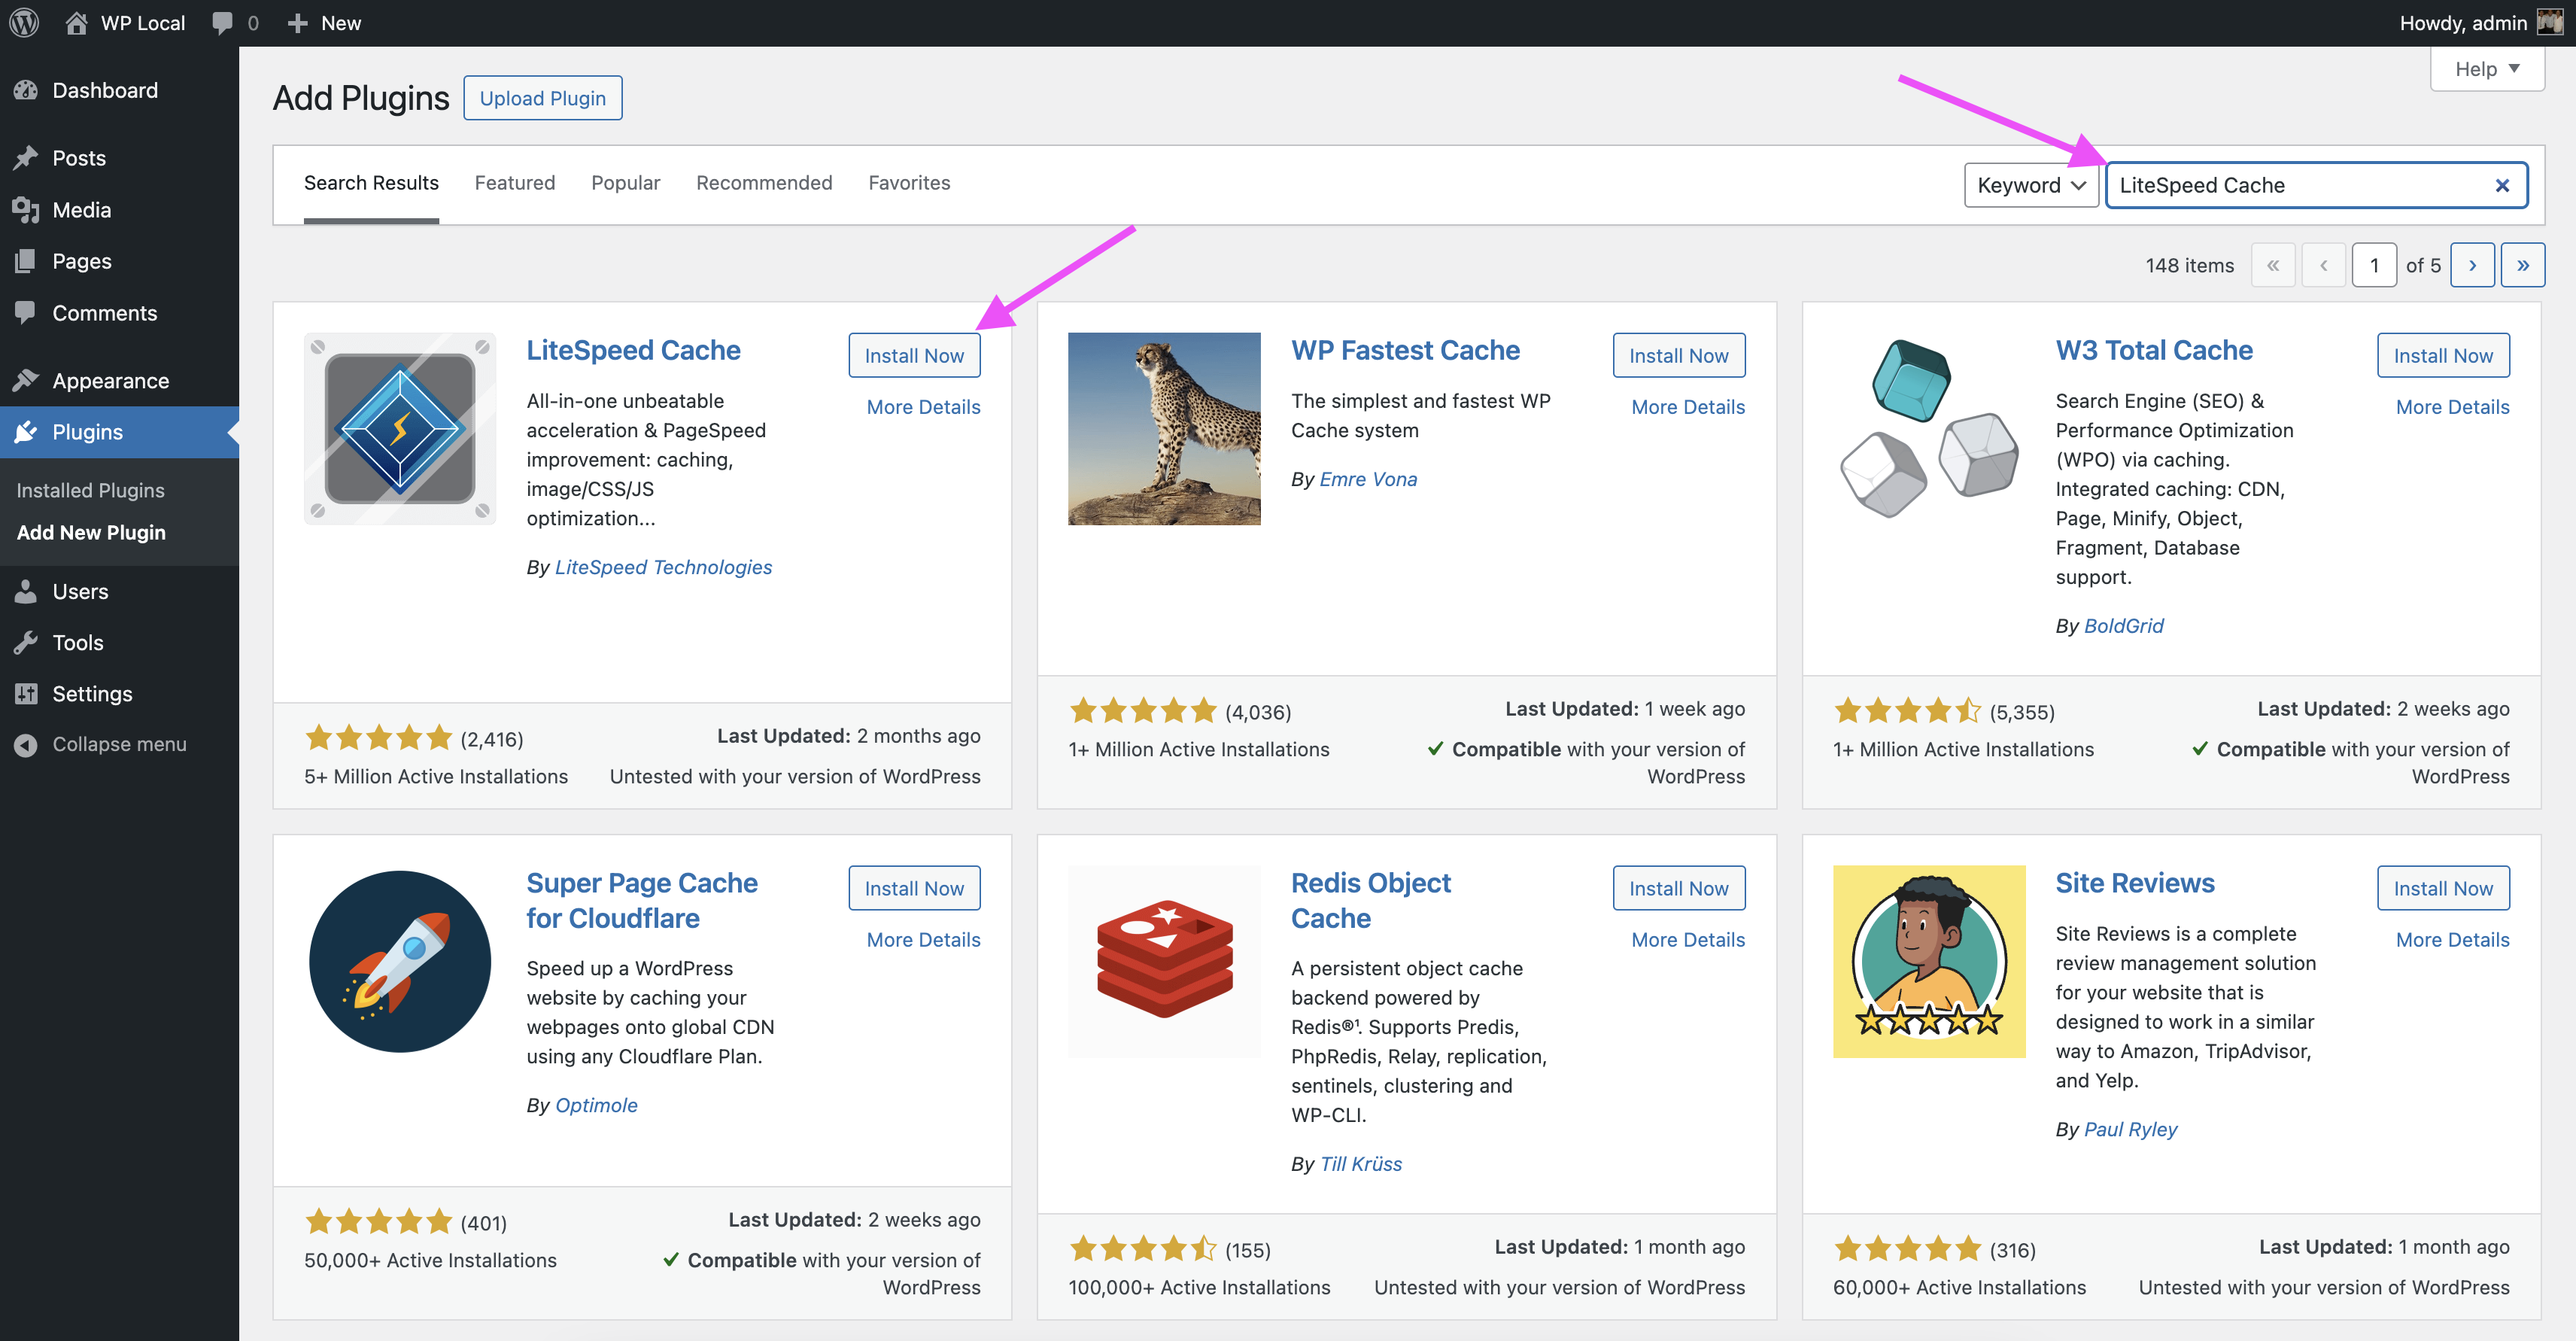 WP Local
0
New
Howdy, admin
Dashboard
Posts
Media
Pages
Comments
Appearance
Plugins
Installed Plugins
Add New Plugin
Users
Tools
Settings
Collapse menu
Help
Add Plugins
Upload Plugin
Search Results
Featured
Popular
Recommended
Favorites
Keyword
LiteSpeed Cache
148 items
«
‹
1
of 5
›
»
LiteSpeed Cache
Install Now
More Details
All-in-one unbeatable
acceleration & PageSpeed
improvement: caching,
image/CSS/JS
optimization...
By LiteSpeed Technologies
(2,416)
Last Updated: 2 months ago
5+ Million Active Installations
Untested with your version of WordPress
WP Fastest Cache
Install Now
More Details
The simplest and fastest WP
Cache system
By Emre Vona
(4,036)
Last Updated: 1 week ago
1+ Million Active Installations
Compatible with your version of
WordPress
W3 Total Cache
Install Now
More Details
Search Engine (SEO) &
Performance Optimization
(WPO) via caching.
Integrated caching: CDN,
Page, Minify, Object,
Fragment, Database
support.
By BoldGrid
(5,355)
Last Updated: 2 weeks ago
1+ Million Active Installations
Compatible with your version of
WordPress
Super Page Cache
for Cloudflare
Install Now
More Details
Speed up a WordPress
website by caching your
webpages onto global CDN
using any Cloudflare Plan.
By Optimole
(401)
Last Updated: 2 weeks ago
50,000+ Active Installations
Compatible with your version of
WordPress
Redis Object
Cache
Install Now
More Details
A persistent object cache
backend powered by
Redis®¹. Supports Predis,
PhpRedis, Relay, replication,
sentinels, clustering and
WP-CLI.
By Till Krüss
(155)
Last Updated: 1 month ago
100,000+ Active Installations
Untested with your version of WordPress
Site Reviews
Install Now
More Details
Site Reviews is a complete
review management solution
for your website that is
designed to work in a similar
way to Amazon, TripAdvisor,
and Yelp.
By Paul Ryley
(316)
Last Updated: 1 month ago
60,000+ Active Installations
Untested with your version of WordPress